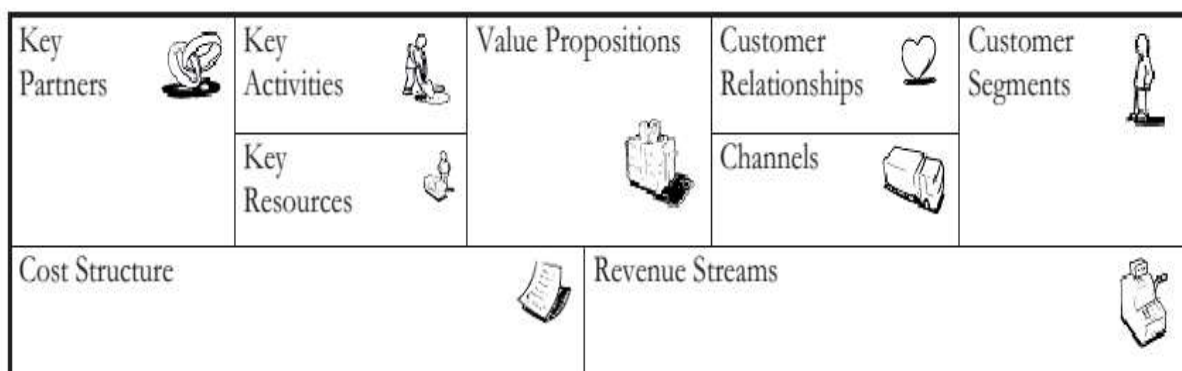 Key
Partners
Key
Activities
Key
Resources
Value Propositions
Customer
Relationships
Channels
Customer
Segments
Cost Structure
Revenue Streams